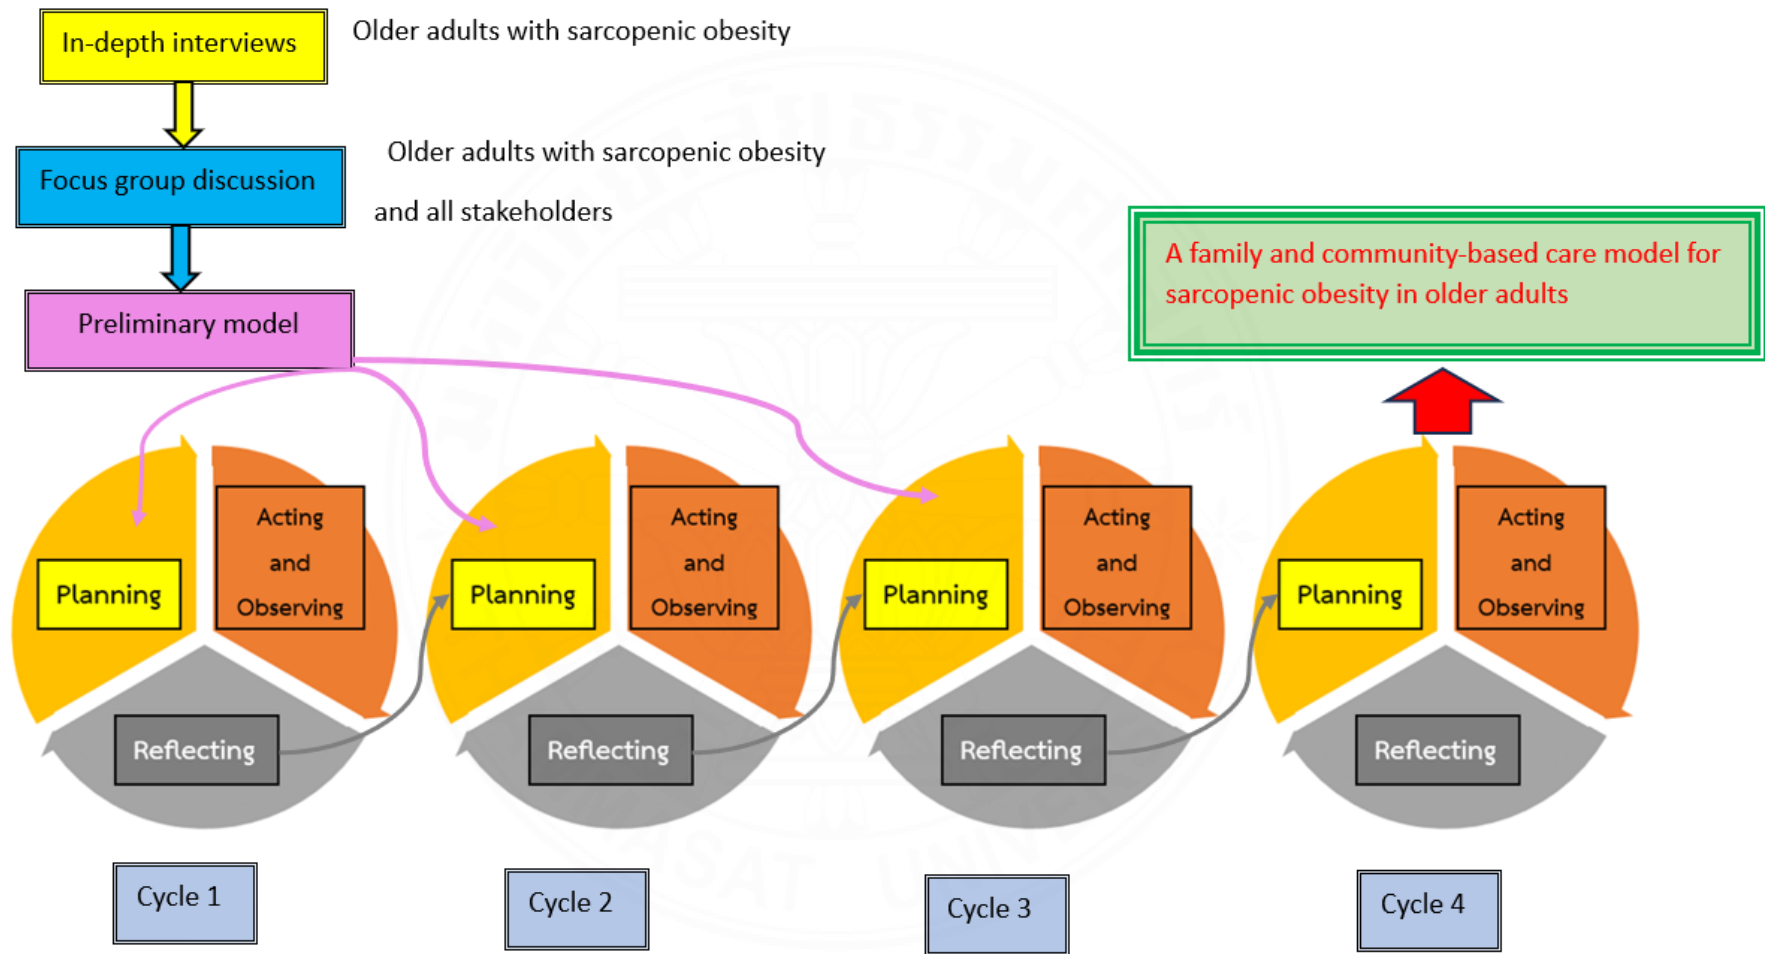 In-depth interviews
Older adults with sarcopenic obesity
Focus group discussion
Older adults with sarcopenic obesity
and all stakeholders
Preliminary model
A family and community-based care model for
sarcopenic obesity in older adults
Planning
Acting
and
Observing
Reflecting
Planning
Acting
and
Observing
Reflecting
Planning
Acting
and
Observing
Reflecting
Planning
Acting
and
Observing
Reflecting
Cycle 1
Cycle 2
Cycle 3
Cycle 4